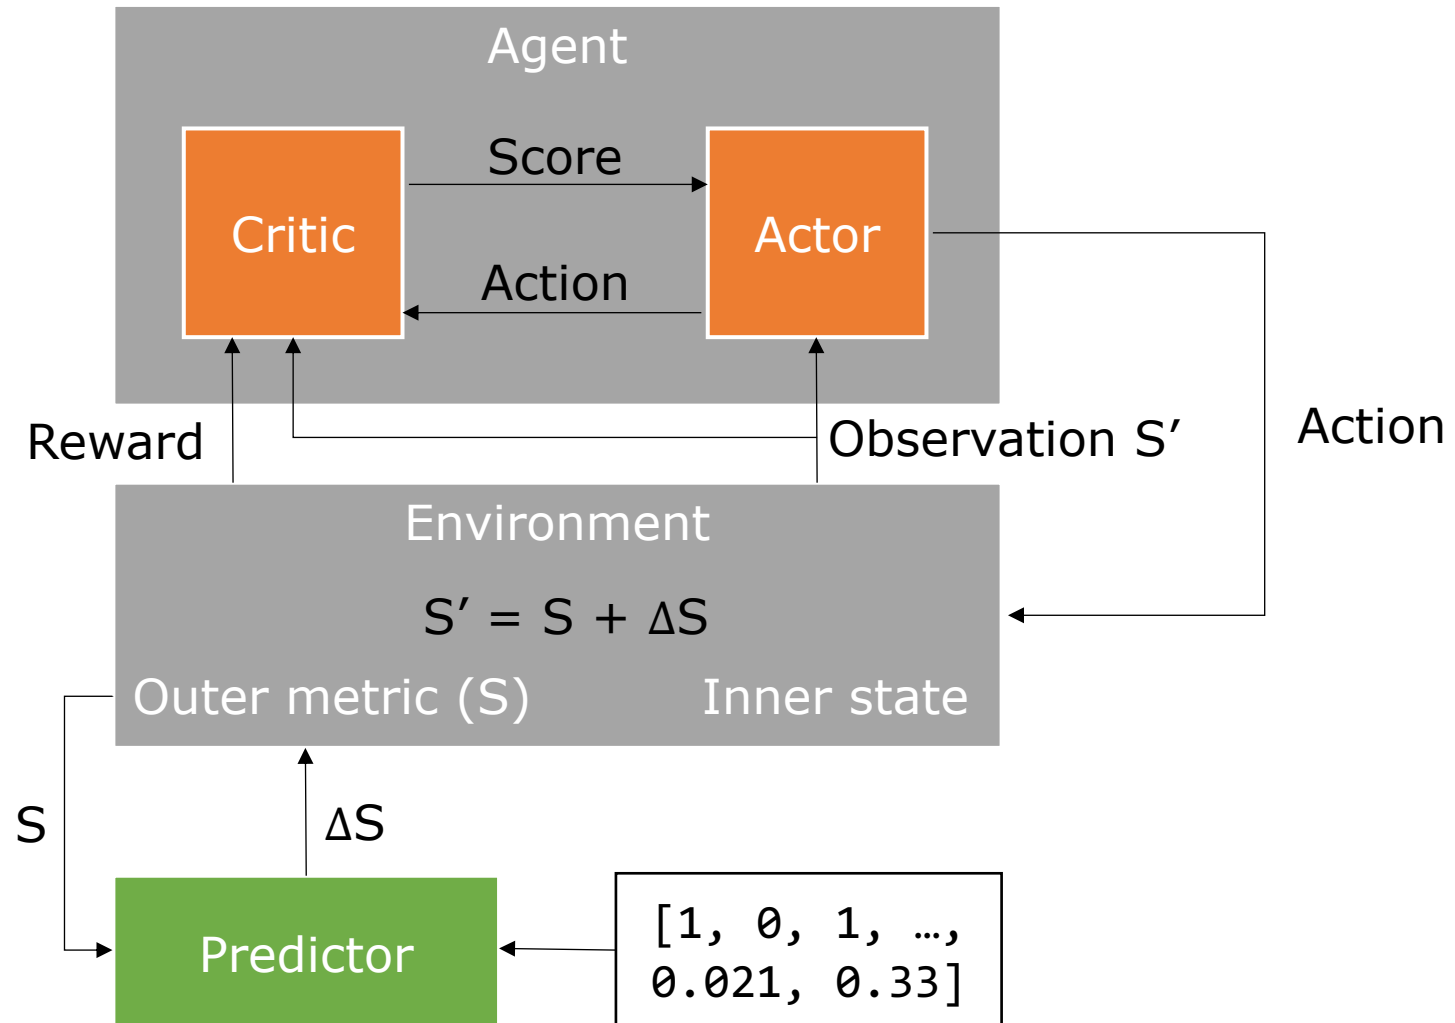 Agent
Score
Critic
Actor
Action
Reward
Observation S′
Action
Environment
S′ = S + ΔS
Outer metric (S)
Inner state
S
ΔS
Predictor
[1, 0, 1, …,
0.021, 0.33]